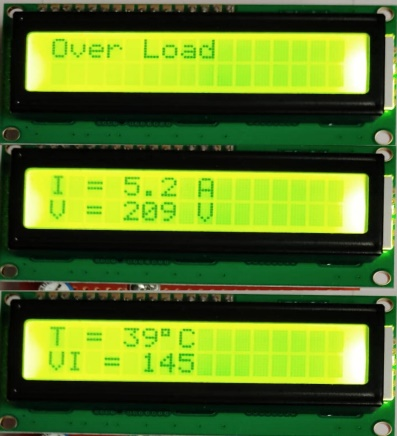 Over Load
I = 5.2 A
V = 209 V
T = 39°C
VI = 145